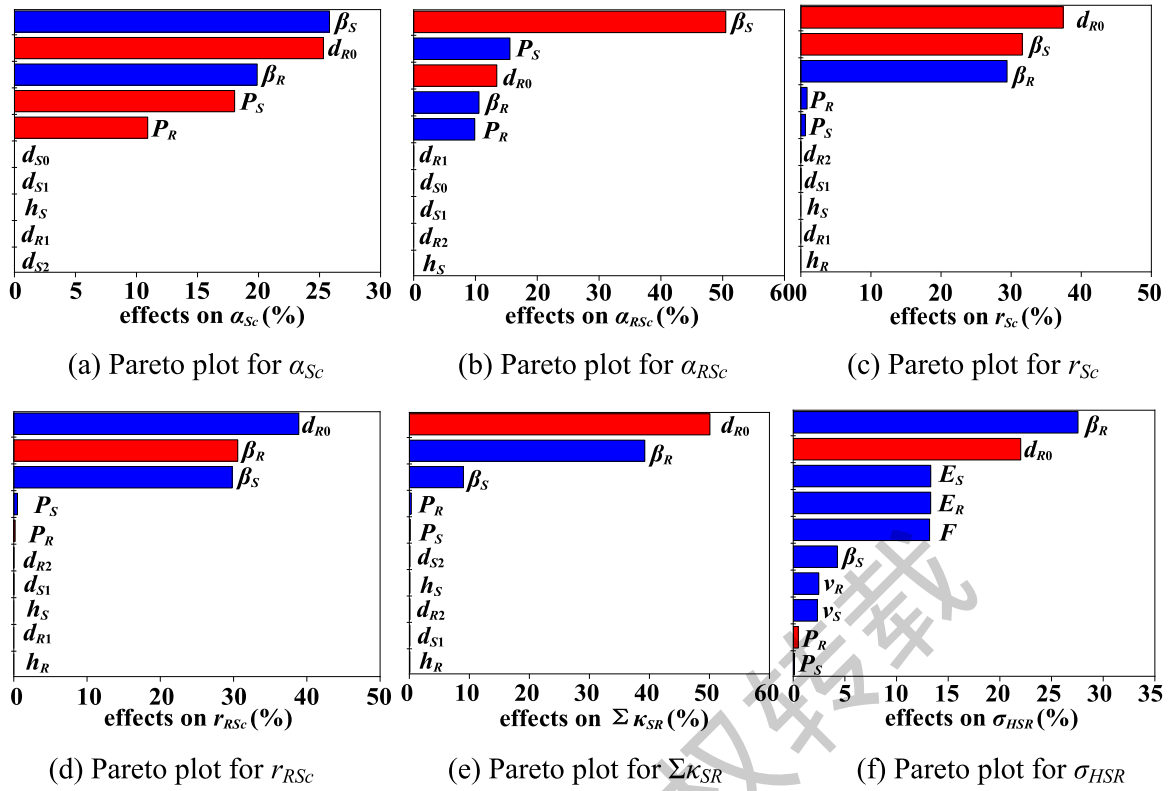 β_S
d_R0
β_R
P_S
P_R
d_S0
d_S1
h_S
d_R1
d_S2
0 5 10 15 20 25 30
effects on α_Sc (%)
(a) Pareto plot for α_Sc
β_S
P_S
d_R0
β_R
P_R
d_R1
d_S0
d_S1
d_R2
h_S
0 10 20 30 40 50 60
effects on α_RSc (%)
(b) Pareto plot for α_RSc
d_R0
β_S
β_R
P_R
P_S
d_R2
d_S1
h_S
d_R1
h_R
0 10 20 30 40 50
effects on r_Sc (%)
(c) Pareto plot for r_Sc
d_R0
β_R
β_S
P_S
P_R
d_R2
d_S1
h_S
d_R1
h_R
0 10 20 30 40 50
effects on r_RSc (%)
(d) Pareto plot for r_RSc
d_R0
β_R
β_S
P_R
P_S
d_S2
h_S
d_R2
d_S1
h_R
0 10 20 30 40 50 60
effects on Σκ_SR (%)
(e) Pareto plot for Σκ_SR
β_R
d_R0
E_S
E_R
F
β_S
ν_R
ν_S
P_R
P_S
0 5 10 15 20 25 30 35
effects on σ_HSR (%)
(f) Pareto plot for σ_HSR
权转载